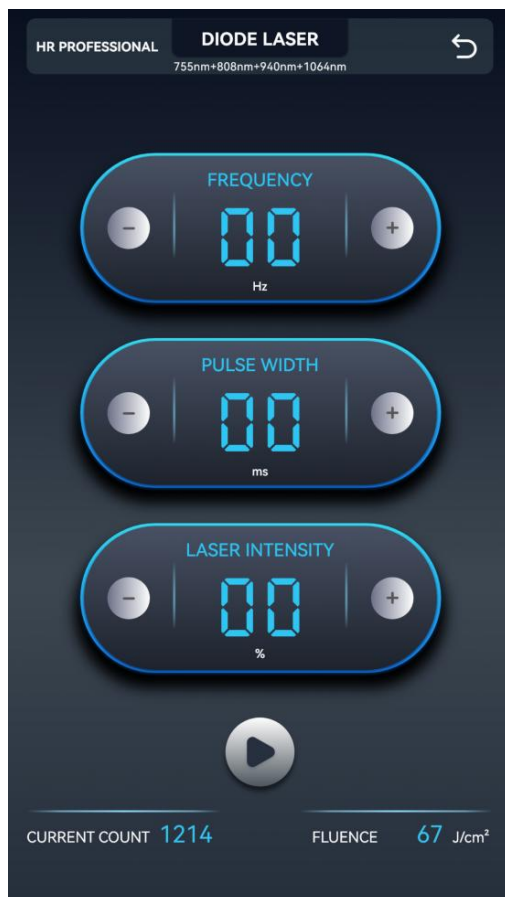 HR PROFESSIONAL
DIODE LASER
755nm+808nm+940nm+1064nm
FREQUENCY
- 00 +
Hz
PULSE WIDTH
- 00 +
ms
LASER INTENSITY
- 00 +
%
CURRENT COUNT 1214
FLUENCE 67 J/cm²